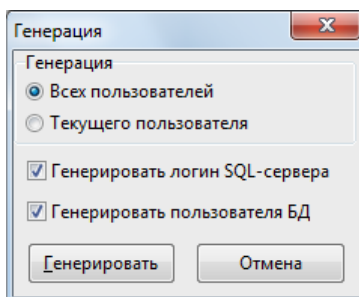 Генерация
Генерация
Всех пользователей
Текущего пользователя
Генерировать логин SQL-сервера
Генерировать пользователя БД
Генерировать Отмена